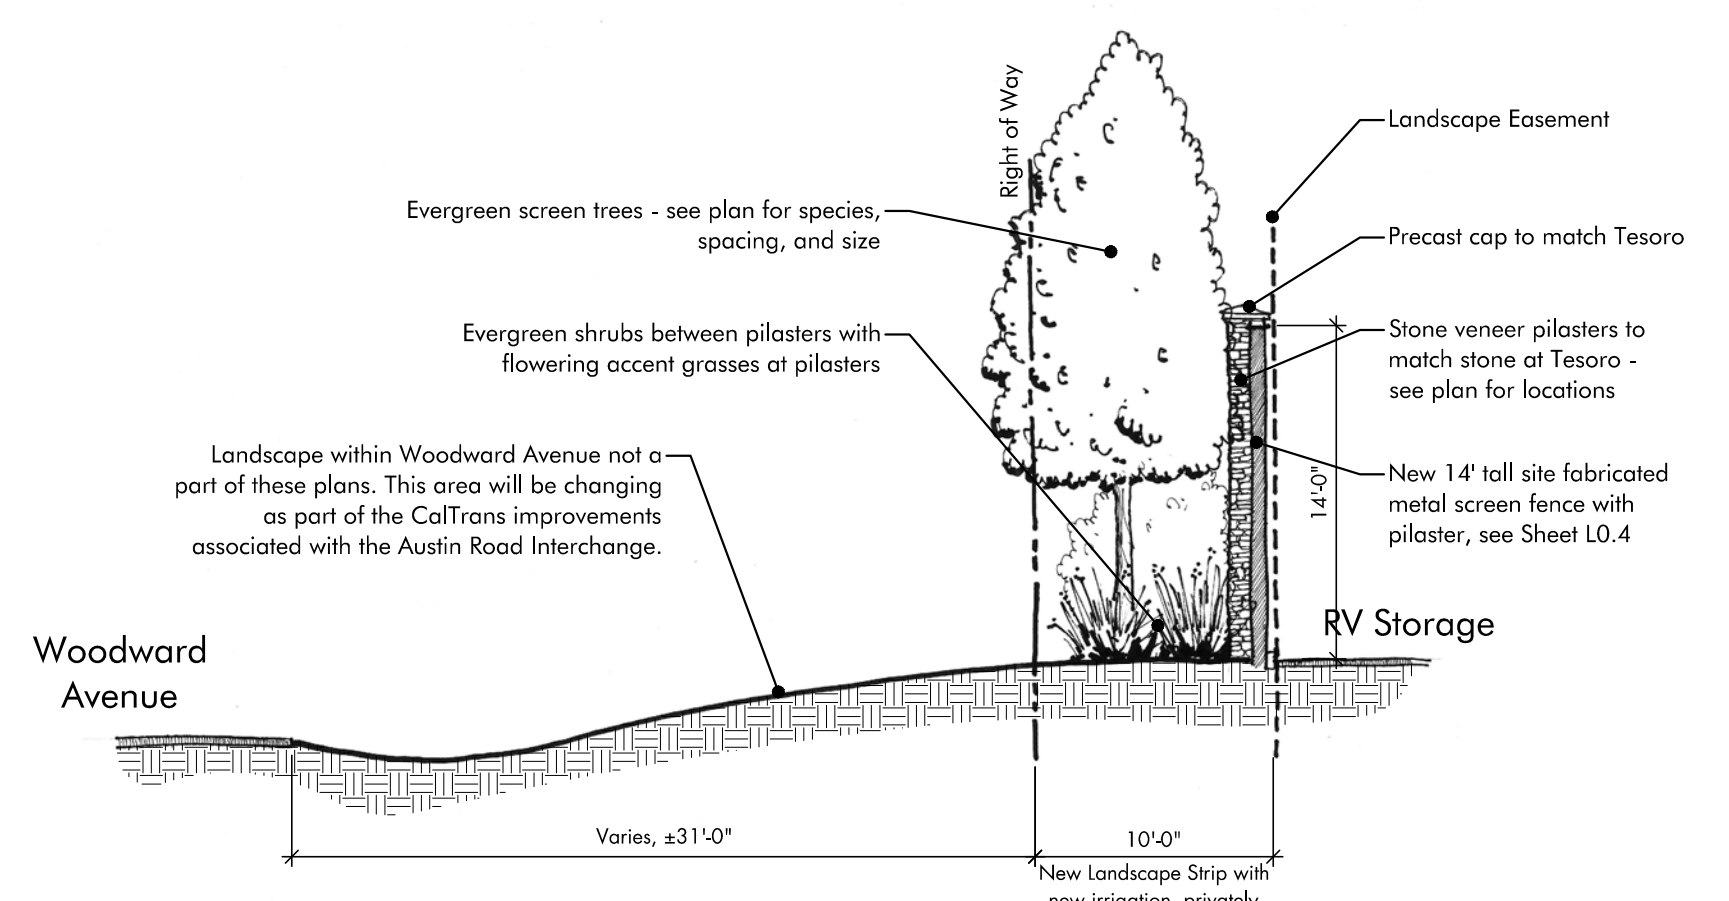 Right of Way
Landscape Easement
Evergreen screen trees - see plan for species,
spacing, and size
Precast cap to match Tesoro
Evergreen shrubs between pilasters with
flowering accent grasses at pilasters
Stone veneer pilasters to
match stone at Tesoro -
see plan for locations
Landscape within Woodward Avenue not a
part of these plans. This area will be changing
as part of the CalTrans improvements
associated with the Austin Road Interchange.
14'-0"
New 14' tall site fabricated
metal screen fence with
pilaster, see Sheet L0.4
RV Storage
Woodward
Avenue
Varies, ±31'-0"
10'-0"
New Landscape Strip with
new irrigation, privately